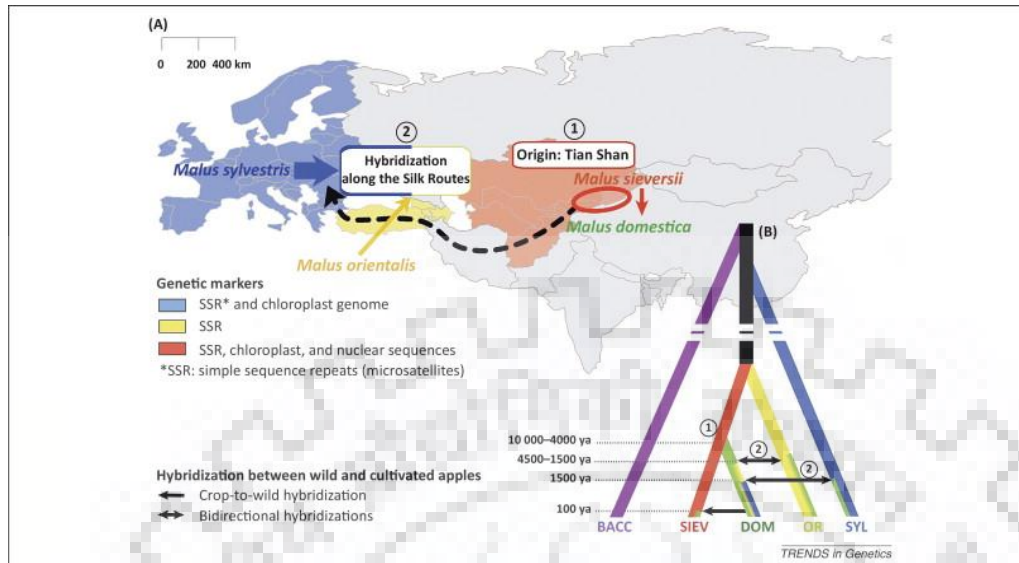 (A)
0 200 400 km
②
①
Hybridization
along the Silk Routes
Origin: Tian Shan
Malus sylvestris
Malus sieversii
Malus domestica
Malus orientalis
(B)
Genetic markers
SSR* and chloroplast genome
SSR
SSR, chloroplast, and nuclear sequences
*SSR: simple sequence repeats (microsatellites)
①
10 000–4000 ya
4500–1500 ya
②
②
1500 ya
100 ya
Hybridization between wild and cultivated apples
Crop-to-wild hybridization
Bidirectional hybridizations
BACC SIEV DOM OR SYL
TRENDS in Genetics